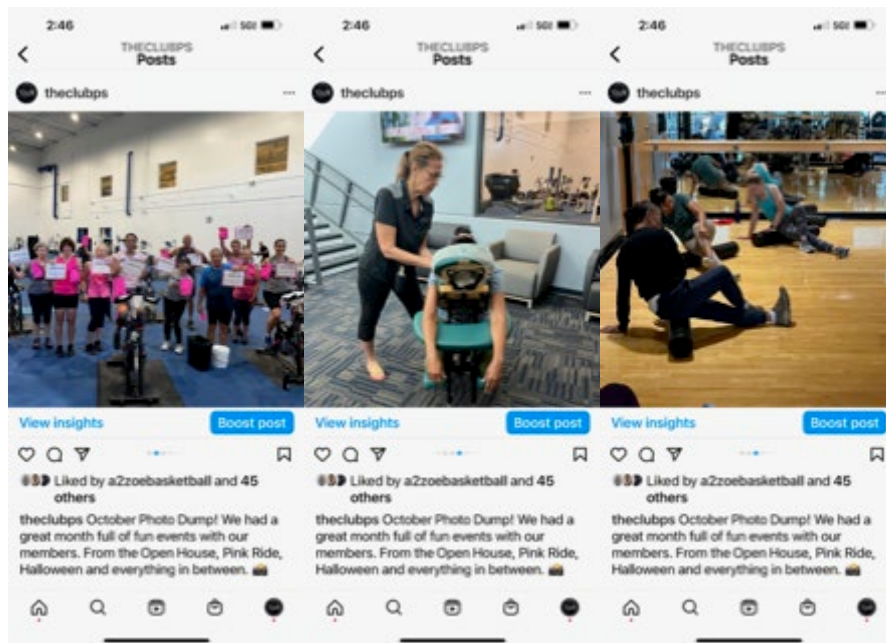 2:46
5GE
THECLUBPS
Posts
theclubps
View insights
Boost post
Liked by a2zoebasketball and 45
others
theclubps October Photo Dump! We had a
great month full of fun events with our
members. From the Open House, Pink Ride,
Halloween and everything in between.
2:46
5GE
THECLUBPS
Posts
theclubps
View insights
Boost post
Liked by a2zoebasketball and 45
others
theclubps October Photo Dump! We had a
great month full of fun events with our
members. From the Open House, Pink Ride,
Halloween and everything in between.
2:46
5GE
THECLUBPS
Posts
theclubps
View insights
Boost post
Liked by a2zoebasketball and 45
others
theclubps October Photo Dump! We had a
great month full of fun events with our
members. From the Open House, Pink Ride,
Halloween and everything in between.